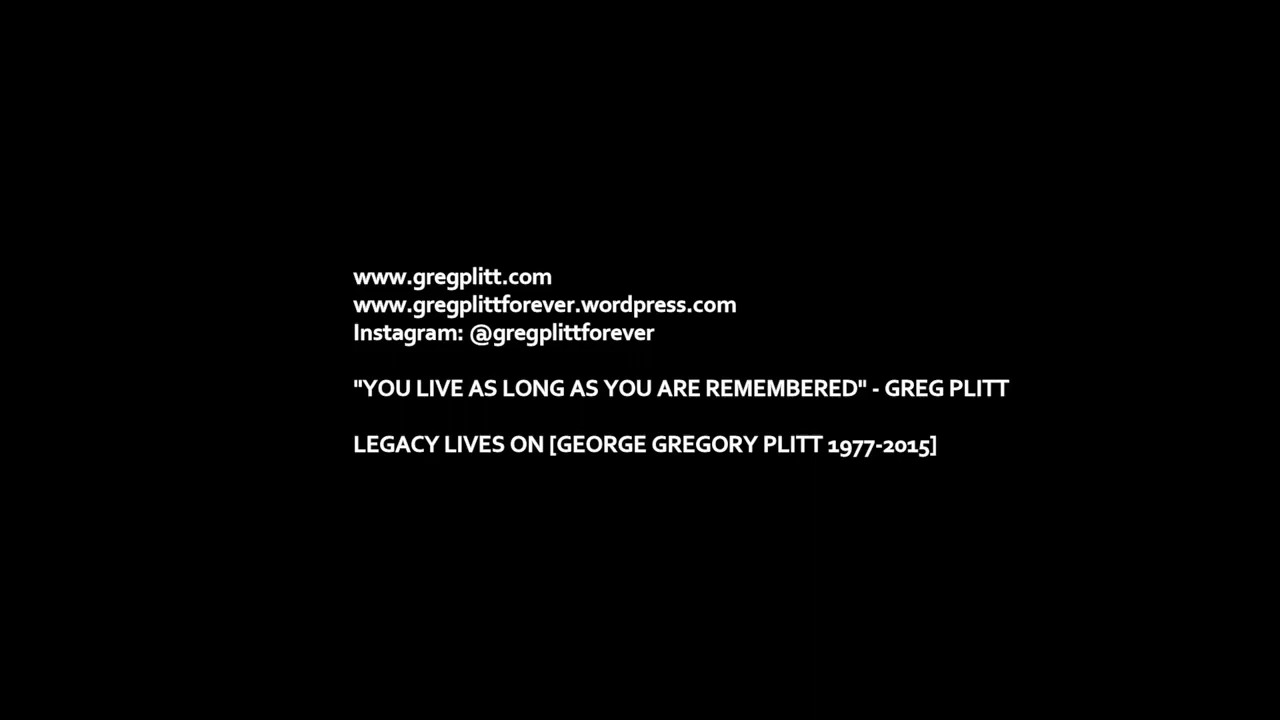 www.gregplitt.com
www.gregplittforever.wordpress.com
Instagram: @gregplittforever
"YOU LIVE AS LONG AS YOU ARE REMEMBERED" - GREG PLITT
LEGACY LIVES ON [GEORGE GREGORY PLITT 1977-2015]